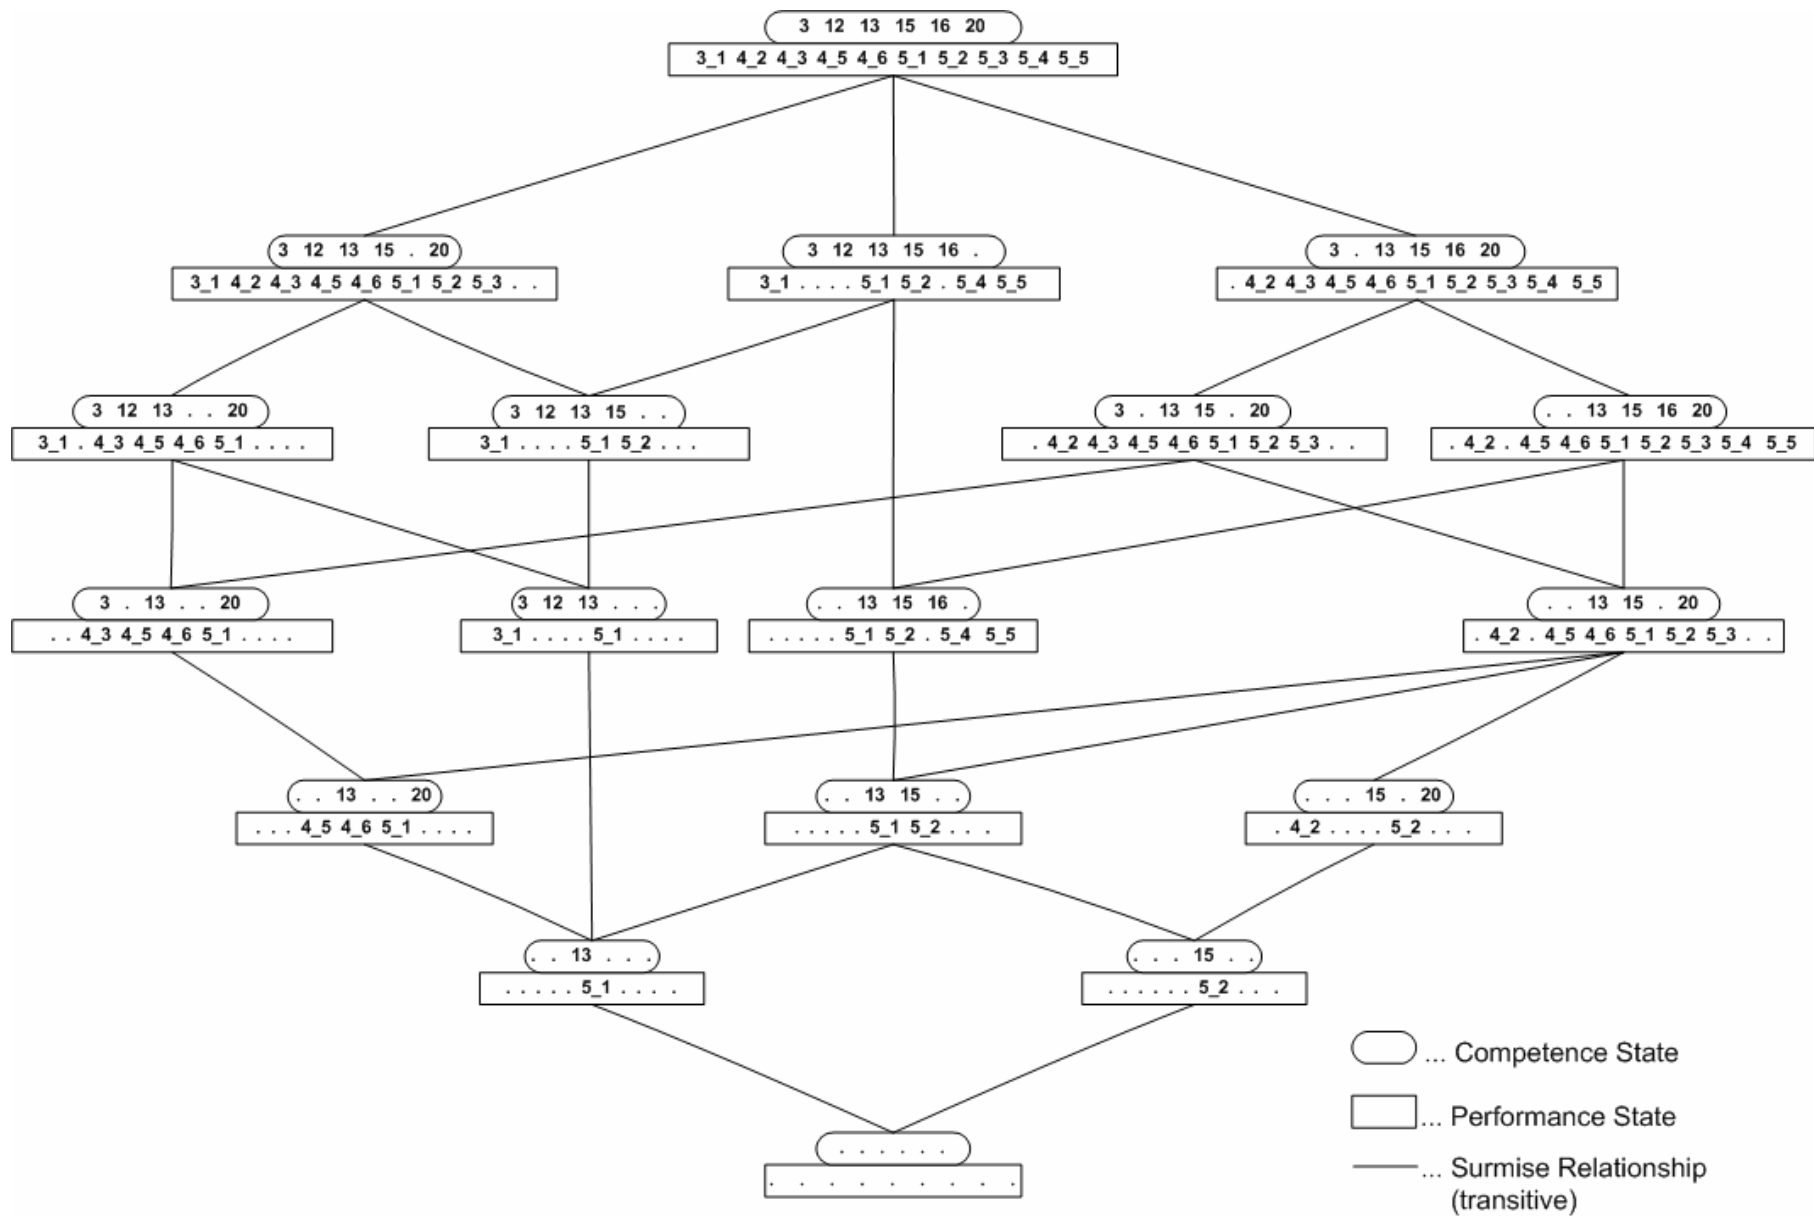 3 12 13 15 16 20
3_1 4_2 4_3 4_5 4_6 5_1 5_2 5_3 5_4 5_5
3 12 13 15 . 20
3_1 4_2 4_3 4_5 4_6 5_1 5_2 5_3 . .
3 12 13 15 16 .
3_1 . . . . 5_1 5_2 . 5_4 5_5
3 . 13 15 16 20
. 4_2 4_3 4_5 4_6 5_1 5_2 5_3 5_4 5_5
3 12 13 . . 20
3_1 . 4_3 4_5 4_6 5_1 . . . .
3 12 13 15 . .
3_1 . . . . 5_1 5_2 . . .
3 . 13 15 . 20
. 4_2 4_3 4_5 4_6 5_1 5_2 5_3 . .
. . 13 15 16 20
. 4_2 . 4_5 4_6 5_1 5_2 5_3 5_4 5_5
3 . 13 . . 20
. . 4_3 4_5 4_6 5_1 . . . .
3 12 13 . . .
3_1 . . . . 5_1 . . . .
. . 13 15 16 .
. . . . . 5_1 5_2 . 5_4 5_5
. . 13 15 . 20
. 4_2 . 4_5 4_6 5_1 5_2 5_3 . .
. . 13 . . 20
. . . 4_5 4_6 5_1 . . . .
. . 13 15 . .
. . . . . 5_1 5_2 . . .
. . . 15 . 20
. 4_2 . . . . 5_2 . . .
. . 13 . . .
. . . . . 5_1 . . . .
. . . 15 . .
. . . . . . 5_2 . . .
. . . . . .
. . . . . . . . .
... Competence State
... Performance State
... Surmise Relationship
(transitive)